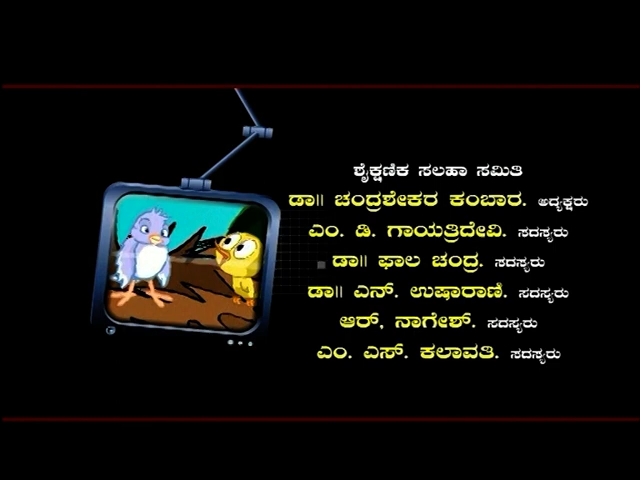 ಶೈಕ್ಷಣಿಕ ಸಲಹಾ ಸಮಿತಿ
ಡಾ॥ ಚಂದ್ರಶೇಕರ ಕಂಬಾರ. ಅಧ್ಯಕ್ಷರು
ಎಂ. ಡಿ. ಗಾಯತ್ರಿದೇವಿ. ಸದಸ್ಯರು
ಡಾ॥ ಫಾಲ ಚಂದ್ರ. ಸದಸ್ಯರು
ಡಾ॥ ಎನ್. ಉಷಾರಾಣಿ. ಸದಸ್ಯರು
ಆರ್. ನಾಗೇಶ್. ಸದಸ್ಯರು
ಎಂ. ಎಸ್. ಕಲಾವತಿ. ಸದಸ್ಯರು